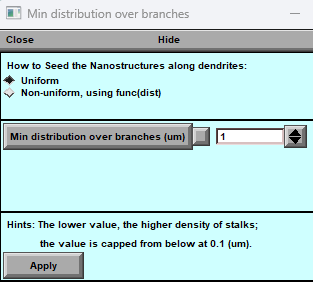 Min distribution over branches
Close Hide
How to Seed the Nanostructures along dendrites:
Uniform
Non-uniform, using func(dist)
Min distribution over branches (um) 1
Hints: The lower value, the higher density of stalks;
the value is capped from below at 0.1 (um).
Apply